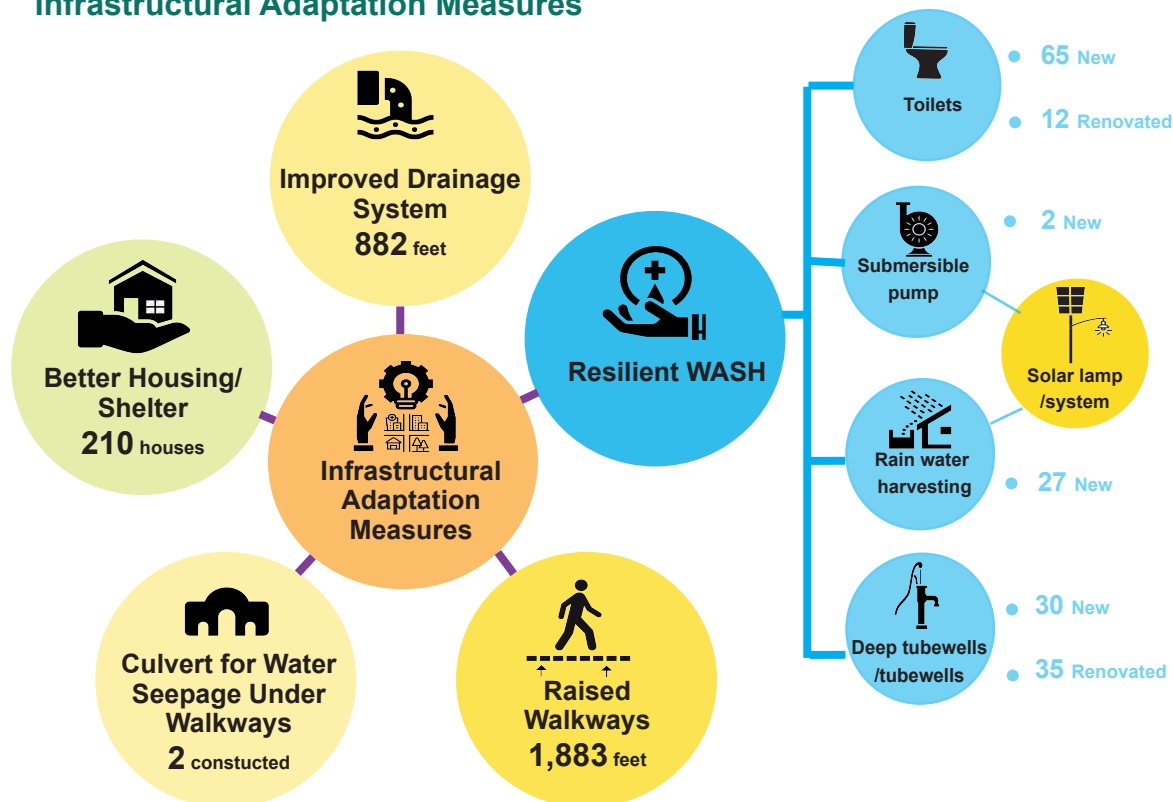 Infrastructural Adaptation Measures
Improved Drainage
System
882 feet
Better Housing/
Shelter
210 houses
Infrastructural
Adaptation
Measures
Resilient WASH
Culvert for Water
Seepage Under
Walkways
2 constucted
Raised
Walkways
1,883 feet
Toilets
65 New
12 Renovated
Submersible
pump
2 New
Solar lamp
/system
Rain water
harvesting
27 New
Deep tubewells
/tubewells
30 New
35 Renovated